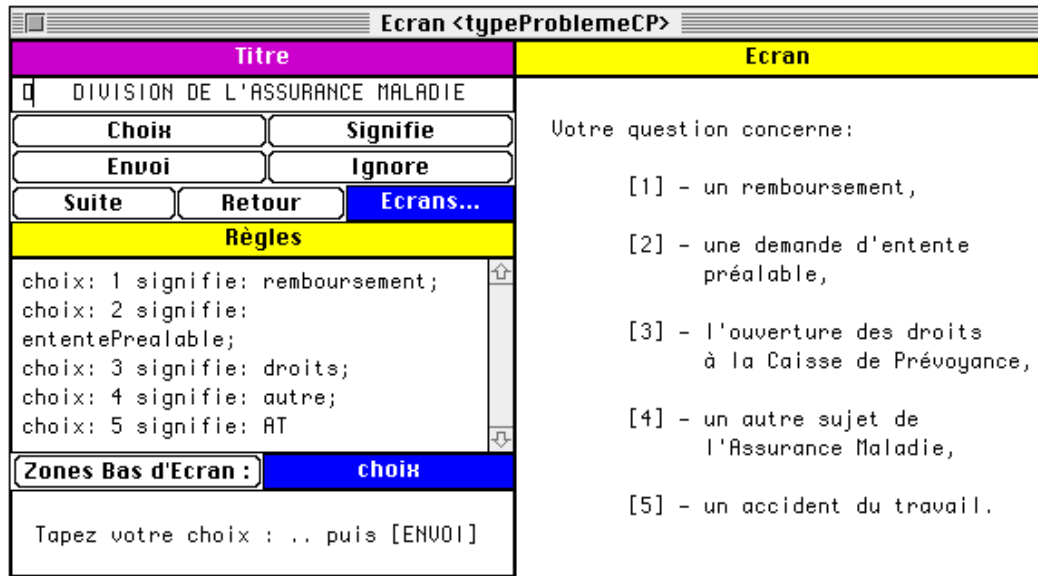 Ecran <typeProblemeCP>
Titre
DIVISION DE L'ASSURANCE MALADIE
Choix
Signifie
Envoi
Ignore
Suite
Retour
Ecrans...
Règles
choix: 1 signifie: remboursement;
choix: 2 signifie:
ententePrealable;
choix: 3 signifie: droits;
choix: 4 signifie: autre;
choix: 5 signifie: AT
Zones Bas d'Ecran :
choix
Tapez votre choix : .. puis [ENVOI]
Ecran
Votre question concerne:
[1] - un remboursement,
[2] - une demande d'entente
préalable,
[3] - l'ouverture des droits
à la Caisse de Prévoyance,
[4] - un autre sujet de
l'Assurance Maladie,
[5] - un accident du travail.